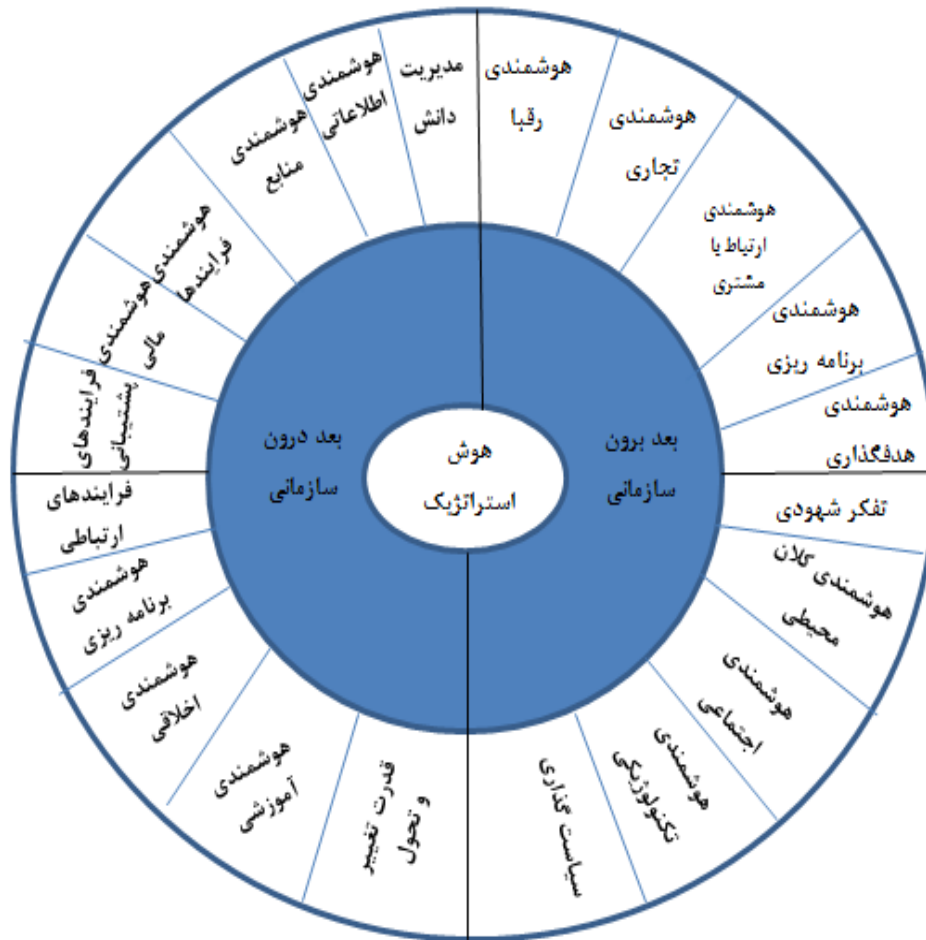 هوش
استراتژیک
بعد برون
سازمانی
بعد درون
سازمانی
هوشمندی
رقبا
هوشمندی
تجاری
هوشمندی
ارتباط یا
مشتری
هوشمندی
برنامه ریزی
هوشمندی
هدفگذاری
تفکر شهودی
هوشمندی کلان
محیطی
هوشمندی
اجتماعی
هوشمندی
تکنولوژیکی
سیاست گذاری
قدرت تغییر
و تحول
هوشمندی
آموزشی
هوشمندی
اخلاقی
هوشمندی
برنامه ریزی
فرایندهای
ارتباطی
فرایندهای
پشتیبانی
هوشمندی
مالی
هوشمندی
فرایندها
هوشمندی
منابع
هوشمندی
اطلاعاتی
مدیریت
دانش